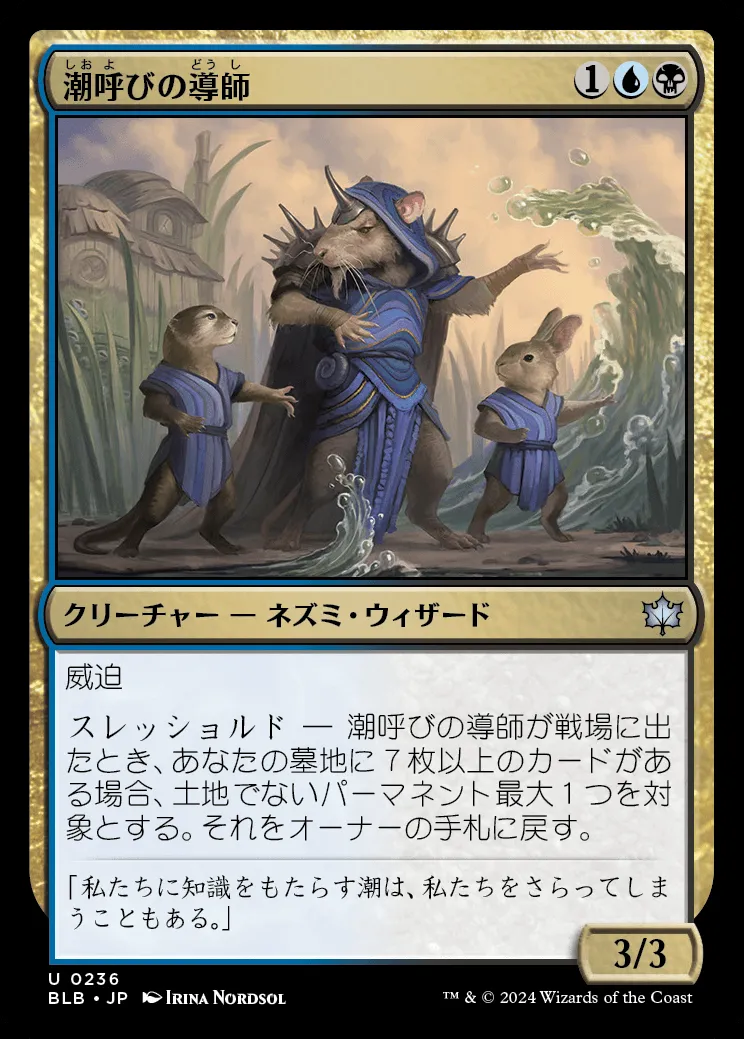 潮呼びの導師
しおよ どうし
1
クリーチャー — ネズミ・ウィザード
威迫
スレッショルド — 潮呼びの導師が戦場に出
たとき、あなたの墓地に７枚以上のカードがあ
る場合、土地でないパーマネント最大１つを対
象とする。それをオーナーの手札に戻す。
「私たちに知識をもたらす潮は、私たちをさらってしま
うこともある。」
3/3
U 0236
BLB • JP Irina Nordsol
™ & © 2024 Wizards of the Coast